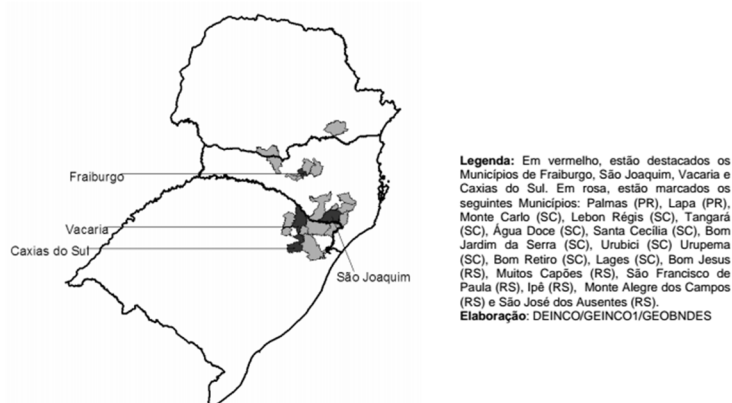 Fraiburgo
Vacaria
Caxias do Sul
São Joaquim
Legenda: Em vermelho, estão destacados os
Municípios de Fraiburgo, São Joaquim, Vacaria e
Caxias do Sul. Em rosa, estão marcados os
seguintes Municípios: Palmas (PR), Lapa (PR),
Monte Carlo (SC), Lebon Régis (SC), Tangará
(SC), Água Doce (SC), Santa Cecília (SC), Bom
Jardim da Serra (SC), Urubici (SC) Urupema
(SC), Bom Retiro (SC), Lages (SC), Bom Jesus
(RS), Muitos Capões (RS), São Francisco de
Paula (RS), Ipê (RS), Monte Alegre dos Campos
(RS) e São José dos Ausentes (RS).
Elaboração: DEINCO/GEINCO1/GEOBNDES